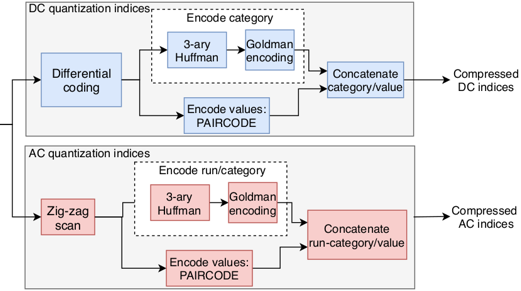 DC quantization indices
Encode category
3-ary
Huffman
Goldman
encoding
Differential
coding
Concatenate
category/value
Compressed
DC indices
Encode values:
PAIRCODE
AC quantization indices
Encode run/category
3-ary
Huffman
Goldman
encoding
Zig-zag
scan
Concatenate
run-category/value
Compressed
AC indices
Encode values:
PAIRCODE